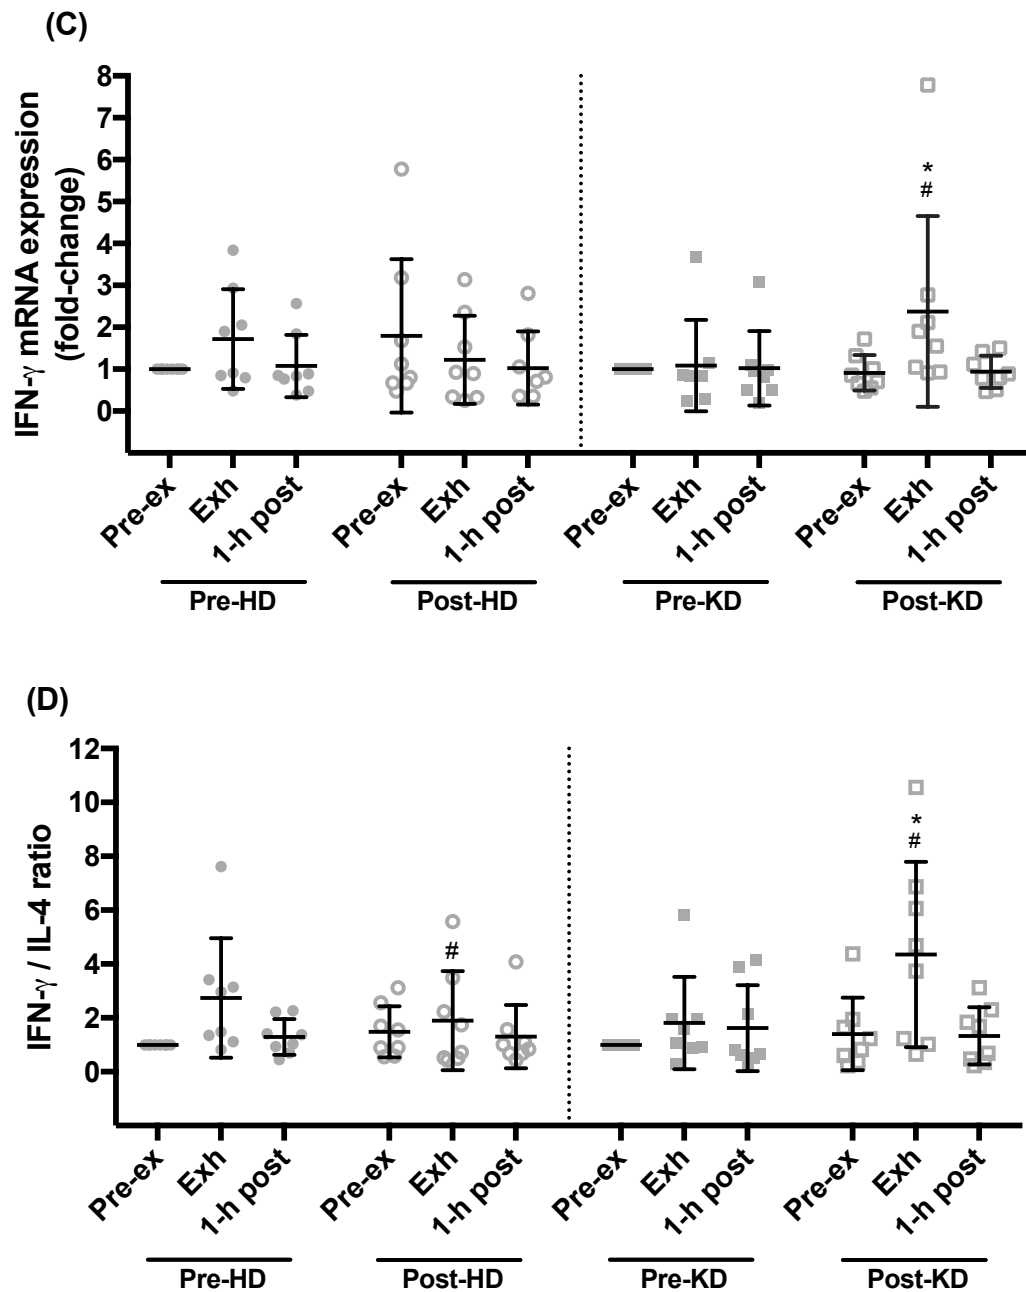 (C)
IFN-γ mRNA expression
(fold-change)
8
7
6
5
4
3
2
1
0
*
#
Pre-ex Exh 1-h post Pre-ex Exh 1-h post Pre-ex Exh 1-h post Pre-ex Exh 1-h post
Pre-HD Post-HD Pre-KD Post-KD
(D)
IFN-γ / IL-4 ratio
12
10
8
6
4
2
0
#
*
#
Pre-ex Exh 1-h post Pre-ex Exh 1-h post Pre-ex Exh 1-h post Pre-ex Exh 1-h post
Pre-HD Post-HD Pre-KD Post-KD